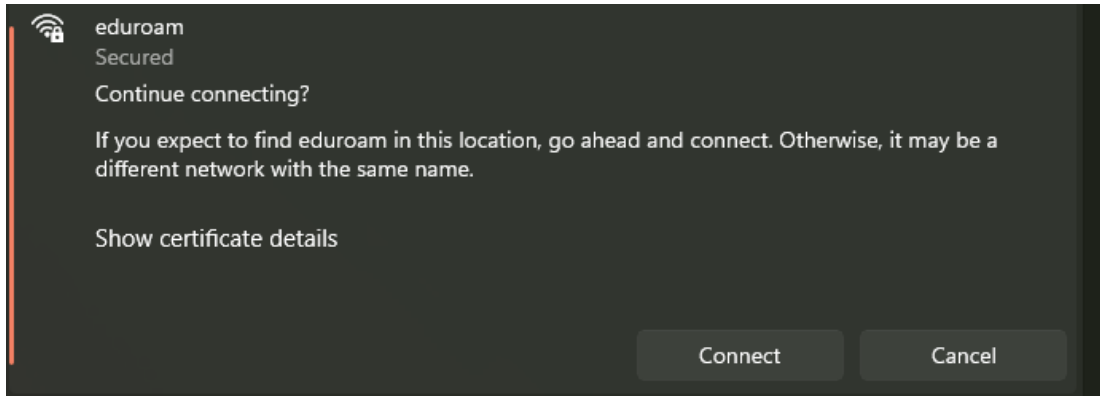 eduroam
Secured
Continue connecting?
If you expect to find eduroam in this location, go ahead and connect. Otherwise, it may be a
different network with the same name.
Show certificate details
Connect
Cancel